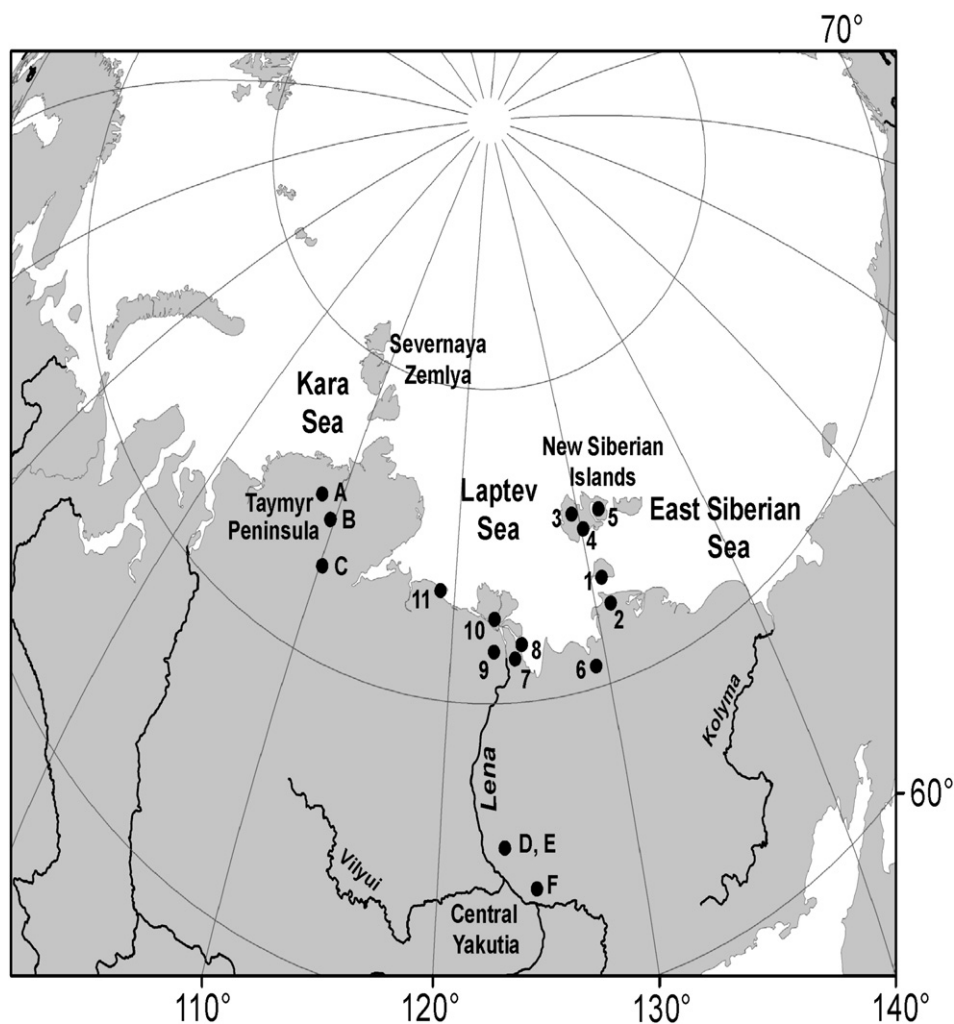 70°
Severnaya
Zemlya
Kara
Sea
New Siberian
Islands
Laptev
Sea
East Siberian
Sea
Taymyr
Peninsula
A
B
C
3
5
4
1
2
11
10
8
9
7
6
Kolyma
Lena
60°
D, E
Vilyui
F
Central
Yakutia
110°
120°
130°
140°